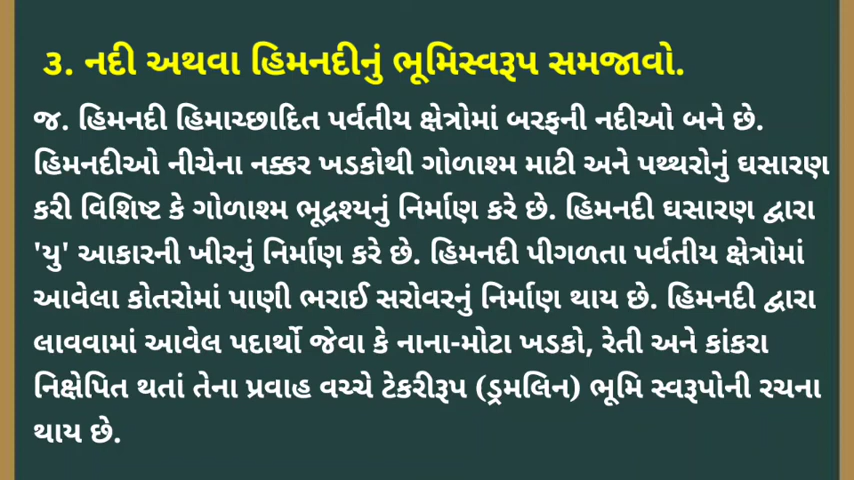 ૩. નદી અથવા હિમનદીનું ભૂમિસ્વરૂપ સમજાવો.
જ. હિમનદી હિમાચ્છાદિત પર્વતીય ક્ષેત્રોમાં બરફની નદીઓ બને છે.
હિમનદીઓ નીચેના નક્કર ખડકોથી ગોળાશ્મ માટી અને પથ્થરોનું ઘસારણ
કરી વિશિષ્ટ કે ગોળાશ્મ ભૂદ્રશ્યનું નિર્માણ કરે છે. હિમનદી ઘસારણ દ્વારા
'યુ' આકારની ખીરનું નિર્માણ કરે છે. હિમનદી પીગળતા પર્વતીય ક્ષેત્રોમાં
આવેલા કોતરોમાં પાણી ભરાઈ સરોવરનું નિર્માણ થાય છે. હિમનદી દ્વારા
લાવવામાં આવેલ પદાર્થો જેવા કે નાના-મોટા ખડકો, રેતી અને કાંકરા
નિક્ષેપિત થતાં તેના પ્રવાહ વચ્ચે ટેકરીરૂપ (ડ્રમલિન) ભૂમિ સ્વરૂપોની રચના
થાય છે.